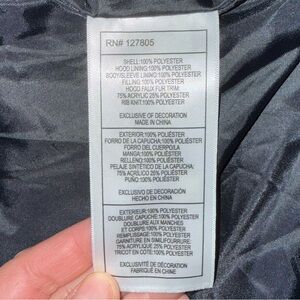 RN# 127805
SHELL:100% POLYESTER
HOOD LINING:100% POLYESTER
BODY/SLEEVE LINING:100% POLYESTER
FILLING:100% POLYESTER
HOOD FAUX FUR TRIM:
75% ACRYLIC 25% POLYESTER
RIB KNIT:100% POLYESTER
EXCLUSIVE OF DECORATION
MADE IN CHINA
EXTERIOR:100% POLIÉSTER
FORRO DE LA CAPUCHA:100% POLIÉSTER
FORRO DEL CUERPO/LA
MANGA:100% POLIÉSTER
RELLENO:100% POLIÉSTER
PELAJE SINTÉTICO DE LA CAPUCHA:
75% ACRÍLICO 25% POLIÉSTER
PUÑO:100% POLIÉSTER
EXCLUSIVO DE DECORACIÓN
HECHO EN CHINA
EXTÉRIEUR:100% POLYESTER
DOUBLURE CAPUCHE:100% POLYESTER
DOUBLURE AUX MANCHES
ET CORPS:100% POLYESTER
REMPLISSAGE:100% POLYESTER
GARNITURE EN SIMILIFOURRURE:
75% ACRYLIQUE 25% POLYESTER
TRICOT EN CÔTE:100% POLYESTER
EXCLUSIVITÉ DE DÉCORATION
FABRIQUÉ EN CHINE